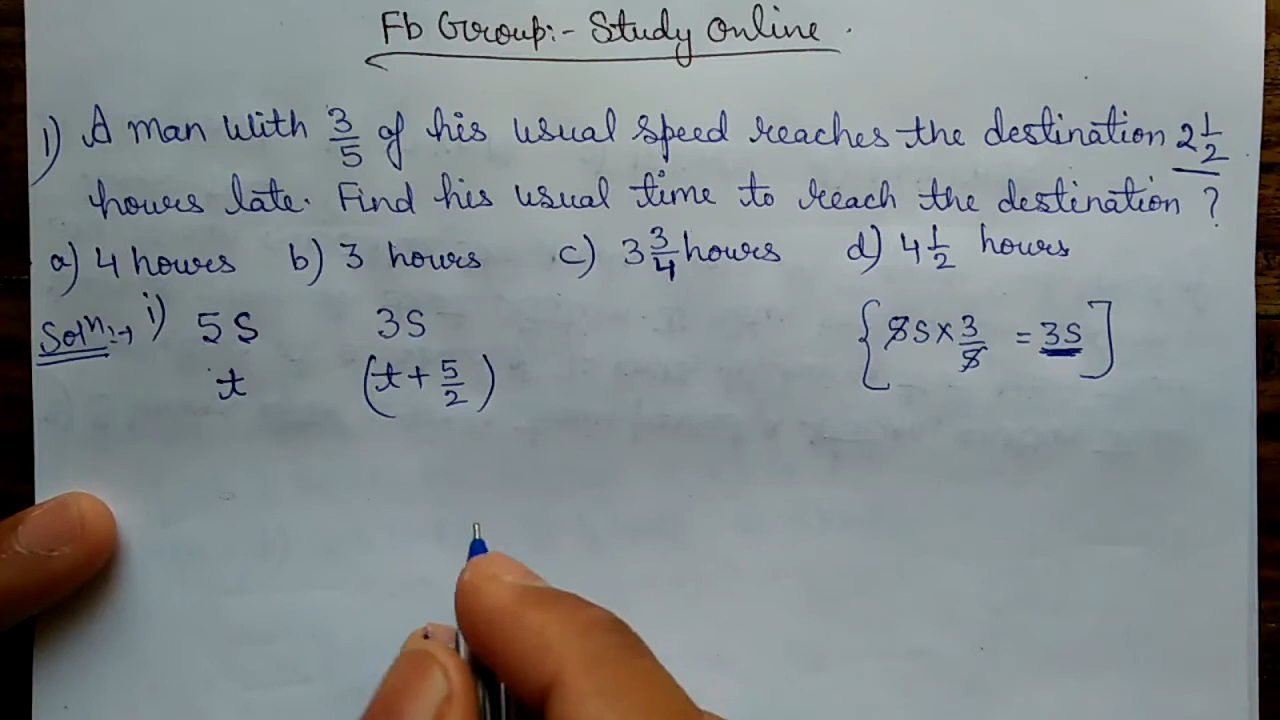 Fb Group:- Study Online.
1) A man with 3/5 of his usual speed reaches the destination 2 1/2
hours late. Find his usual time to reach the destination ?
a) 4 hours b) 3 hours c) 3 3/4 hours d) 4 1/2 hours
Solⁿ:→ i) 5S 3S {5S × 3/5 = 3S]
t (t + 5/2)